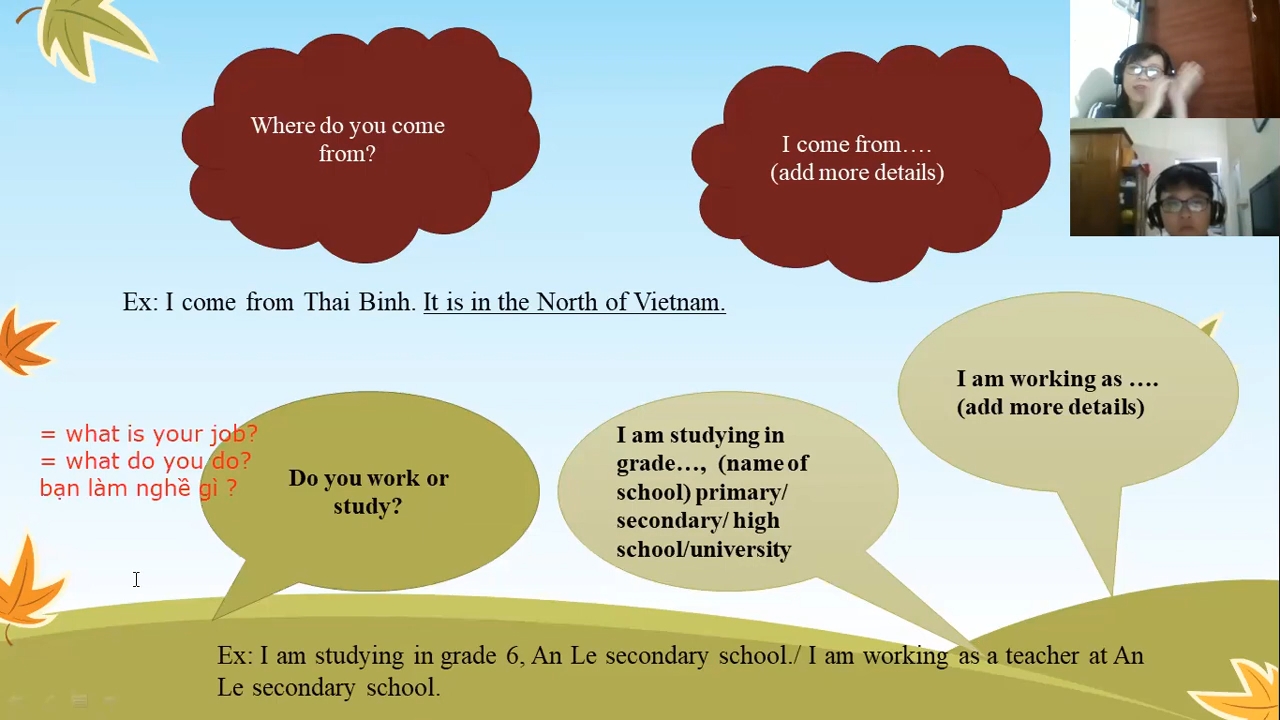 Where do you come
from?
I come from….
(add more details)
Ex: I come from Thai Binh. It is in the North of Vietnam.
= what is your job?
= what do you do?
bạn làm nghề gì ?
Do you work or
study?
I am studying in
grade…, (name of
school) primary/
secondary/ high
school/university
I am working as ….
(add more details)
Ex: I am studying in grade 6, An Le secondary school./ I am working as a teacher at An
Le secondary school.